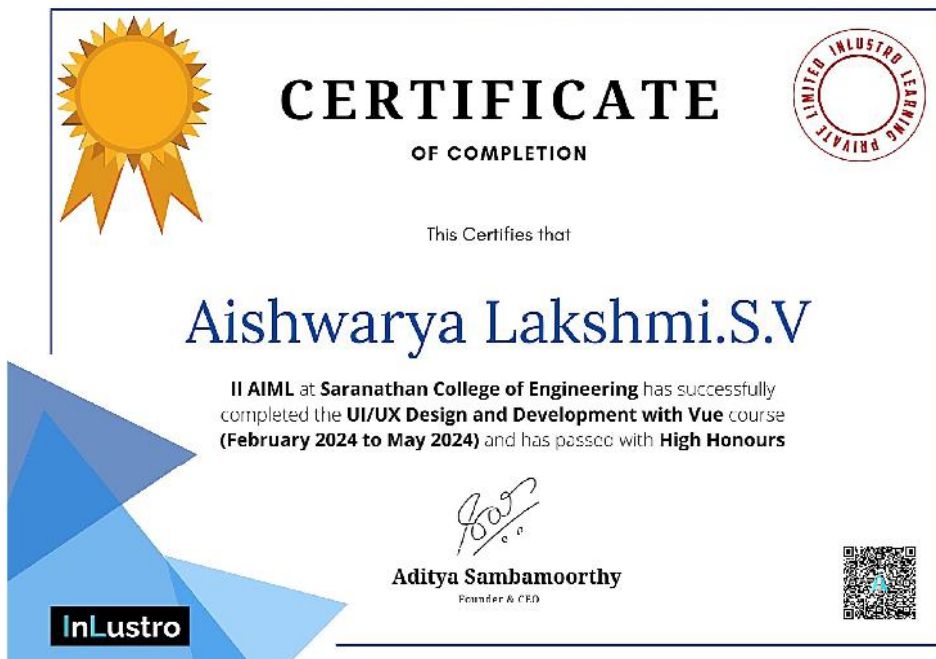 CERTIFICATE
OF COMPLETION
INLUSTRO LEARNING PRIVATE LIMITED
This Certifies that
Aishwarya Lakshmi.S.V
II AIML at Saranathan College of Engineering has successfully
completed the UI/UX Design and Development with Vue course
(February 2024 to May 2024) and has passed with High Honours
Aditya Sambamoorthy
Founder & CEO
InLustro